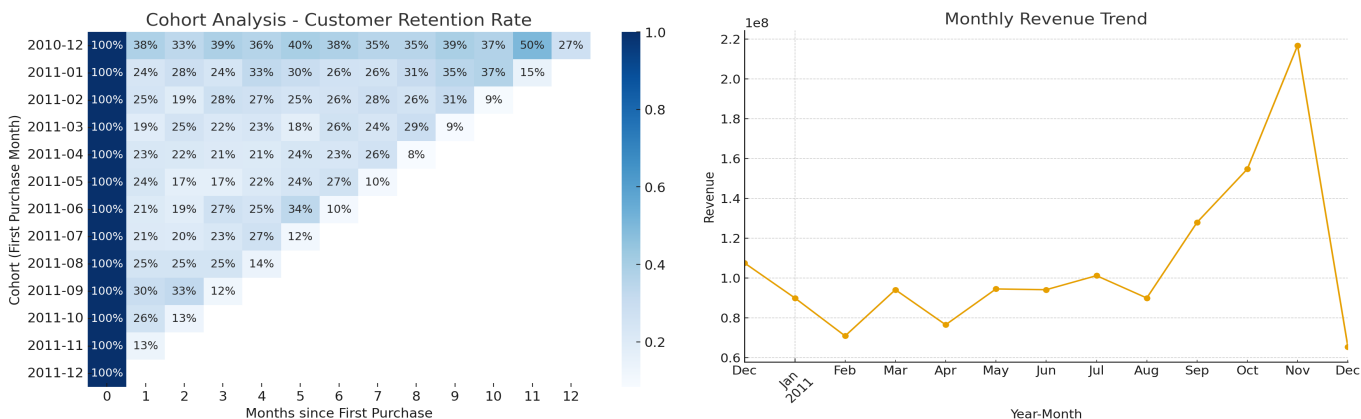 Cohort Analysis - Customer Retention Rate
Cohort (First Purchase Month)
2010-12 100% 38% 33% 39% 36% 40% 38% 35% 35% 39% 37% 50% 27%
2011-01 100% 24% 28% 24% 33% 30% 26% 26% 31% 35% 37% 15%
2011-02 100% 25% 19% 28% 27% 25% 26% 28% 26% 31% 9%
2011-03 100% 19% 25% 22% 23% 18% 26% 24% 29% 9%
2011-04 100% 23% 22% 21% 21% 24% 23% 26% 8%
2011-05 100% 24% 17% 17% 22% 24% 27% 10%
2011-06 100% 21% 19% 27% 25% 34% 10%
2011-07 100% 21% 20% 23% 27% 12%
2011-08 100% 25% 25% 25% 14%
2011-09 100% 30% 33% 12%
2011-10 100% 26% 13%
2011-11 100% 13%
2011-12 100%
0 1 2 3 4 5 6 7 8 9 10 11 12
Months since First Purchase
1.0
0.8
0.6
0.4
0.2
Monthly Revenue Trend
1e8
Revenue
2.2
2.0
1.8
1.6
1.4
1.2
1.0
0.8
0.6
Dec Jan Feb Mar Apr May Jun Jul Aug Sep Oct Nov Dec
2011
Year-Month